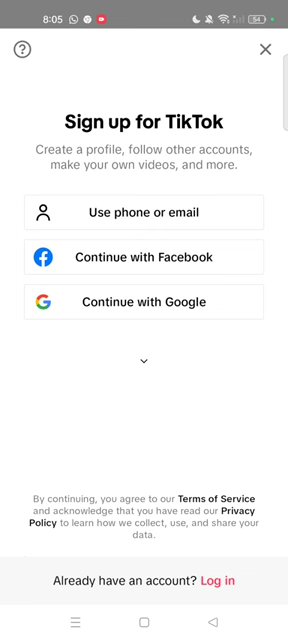 8:05
54
Sign up for TikTok
Create a profile, follow other accounts,
make your own videos, and more.
Use phone or email
Continue with Facebook
Continue with Google
By continuing, you agree to our Terms of Service
and acknowledge that you have read our Privacy
Policy to learn how we collect, use, and share your
data.
Already have an account? Log in